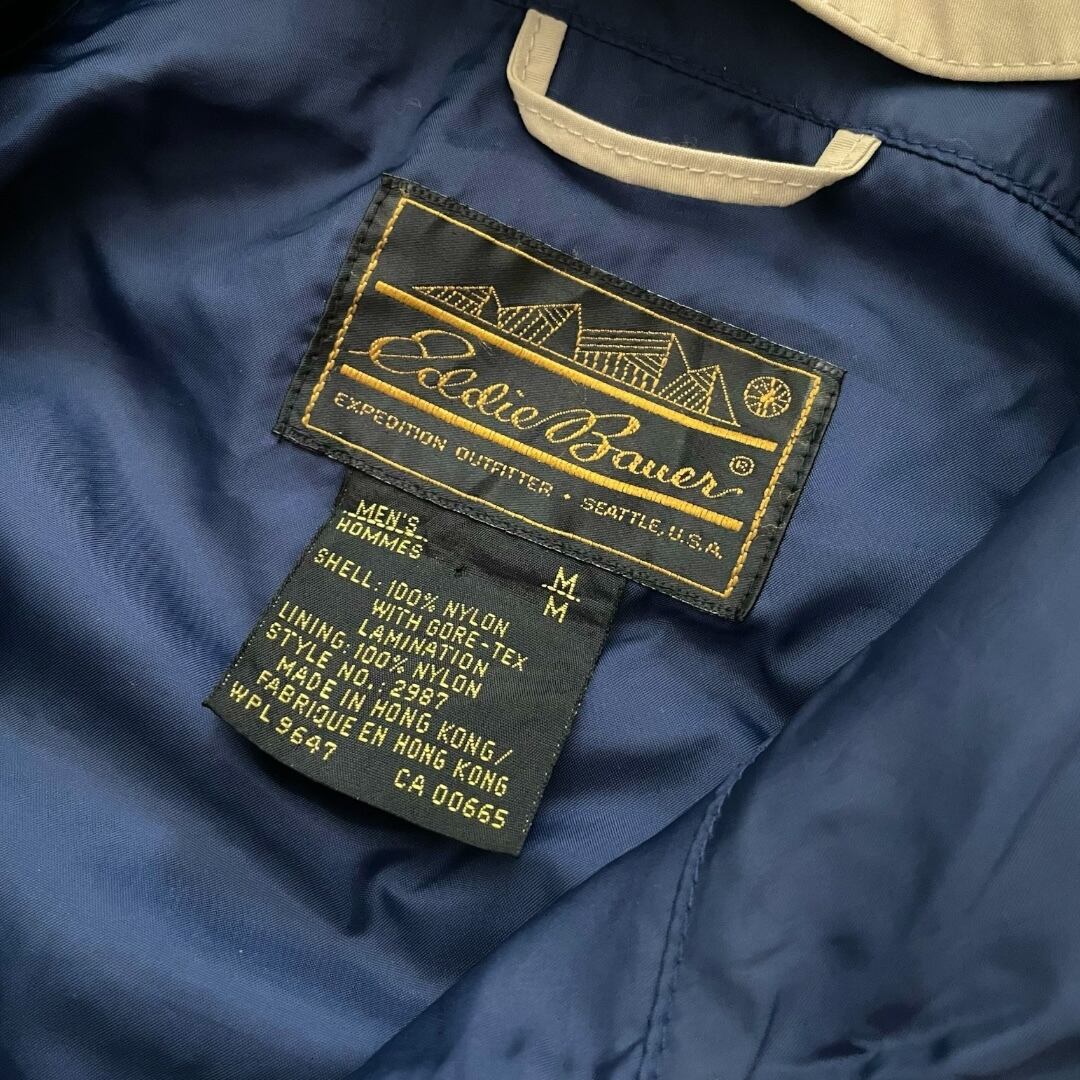 Eddie Bauer®
EXPEDITION OUTFITTER • SEATTLE, U.S.A.
MEN'S M
HOMMES M
SHELL: 100% NYLON
WITH GORE-TEX
LAMINATION
LINING: 100% NYLON
STYLE NO.: 2987
MADE IN HONG KONG/
FABRIQUE EN HONG KONG
WPL 9647 CA 00665